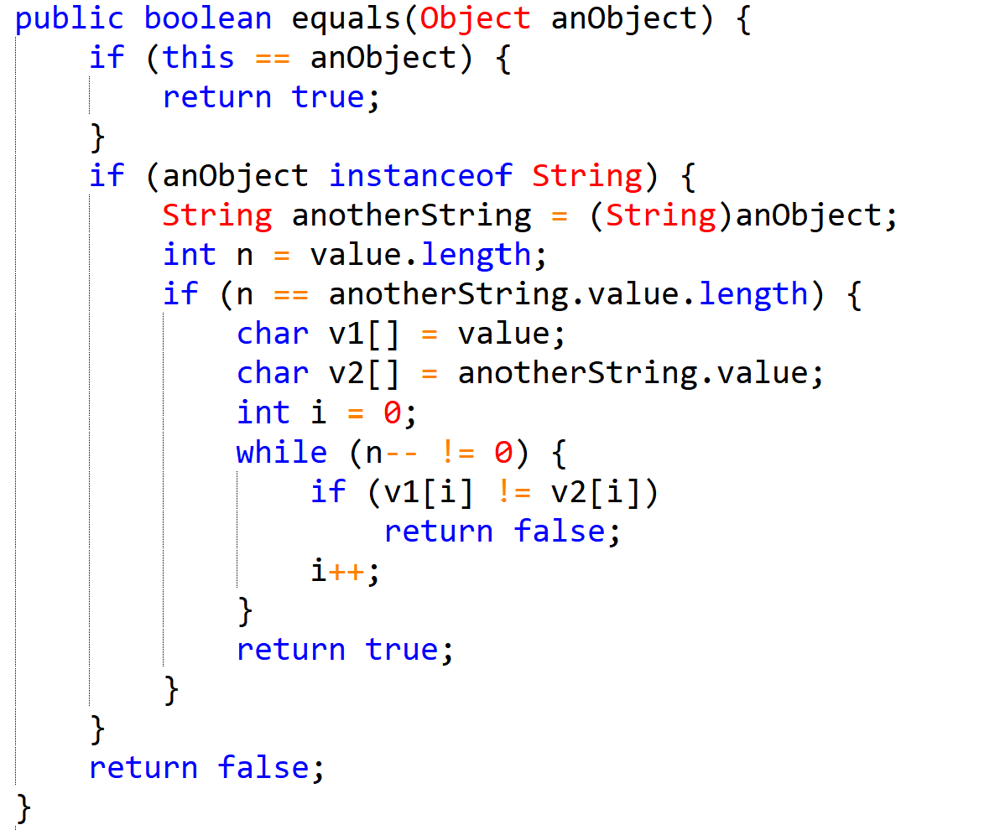 public boolean equals(Object anObject) {
    if (this == anObject) {
        return true;
    }
    if (anObject instanceof String) {
        String anotherString = (String)anObject;
        int n = value.length;
        if (n == anotherString.value.length) {
            char v1[] = value;
            char v2[] = anotherString.value;
            int i = 0;
            while (n-- != 0) {
                if (v1[i] != v2[i])
                    return false;
                i++;
            }
            return true;
        }
    }
    return false;
}